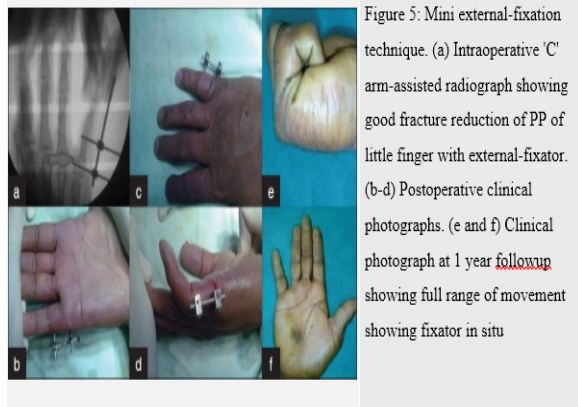 Figure 5: Mini external-fixation
technique. (a) Intraoperative 'C'
arm-assisted radiograph showing
good fracture reduction of PP of
little finger with external-fixator.
(b-d) Postoperative clinical
photographs. (e and f) Clinical
photograph at 1 year followup
showing full range of movement
showing fixator in situ
a
c
e
b
d
f